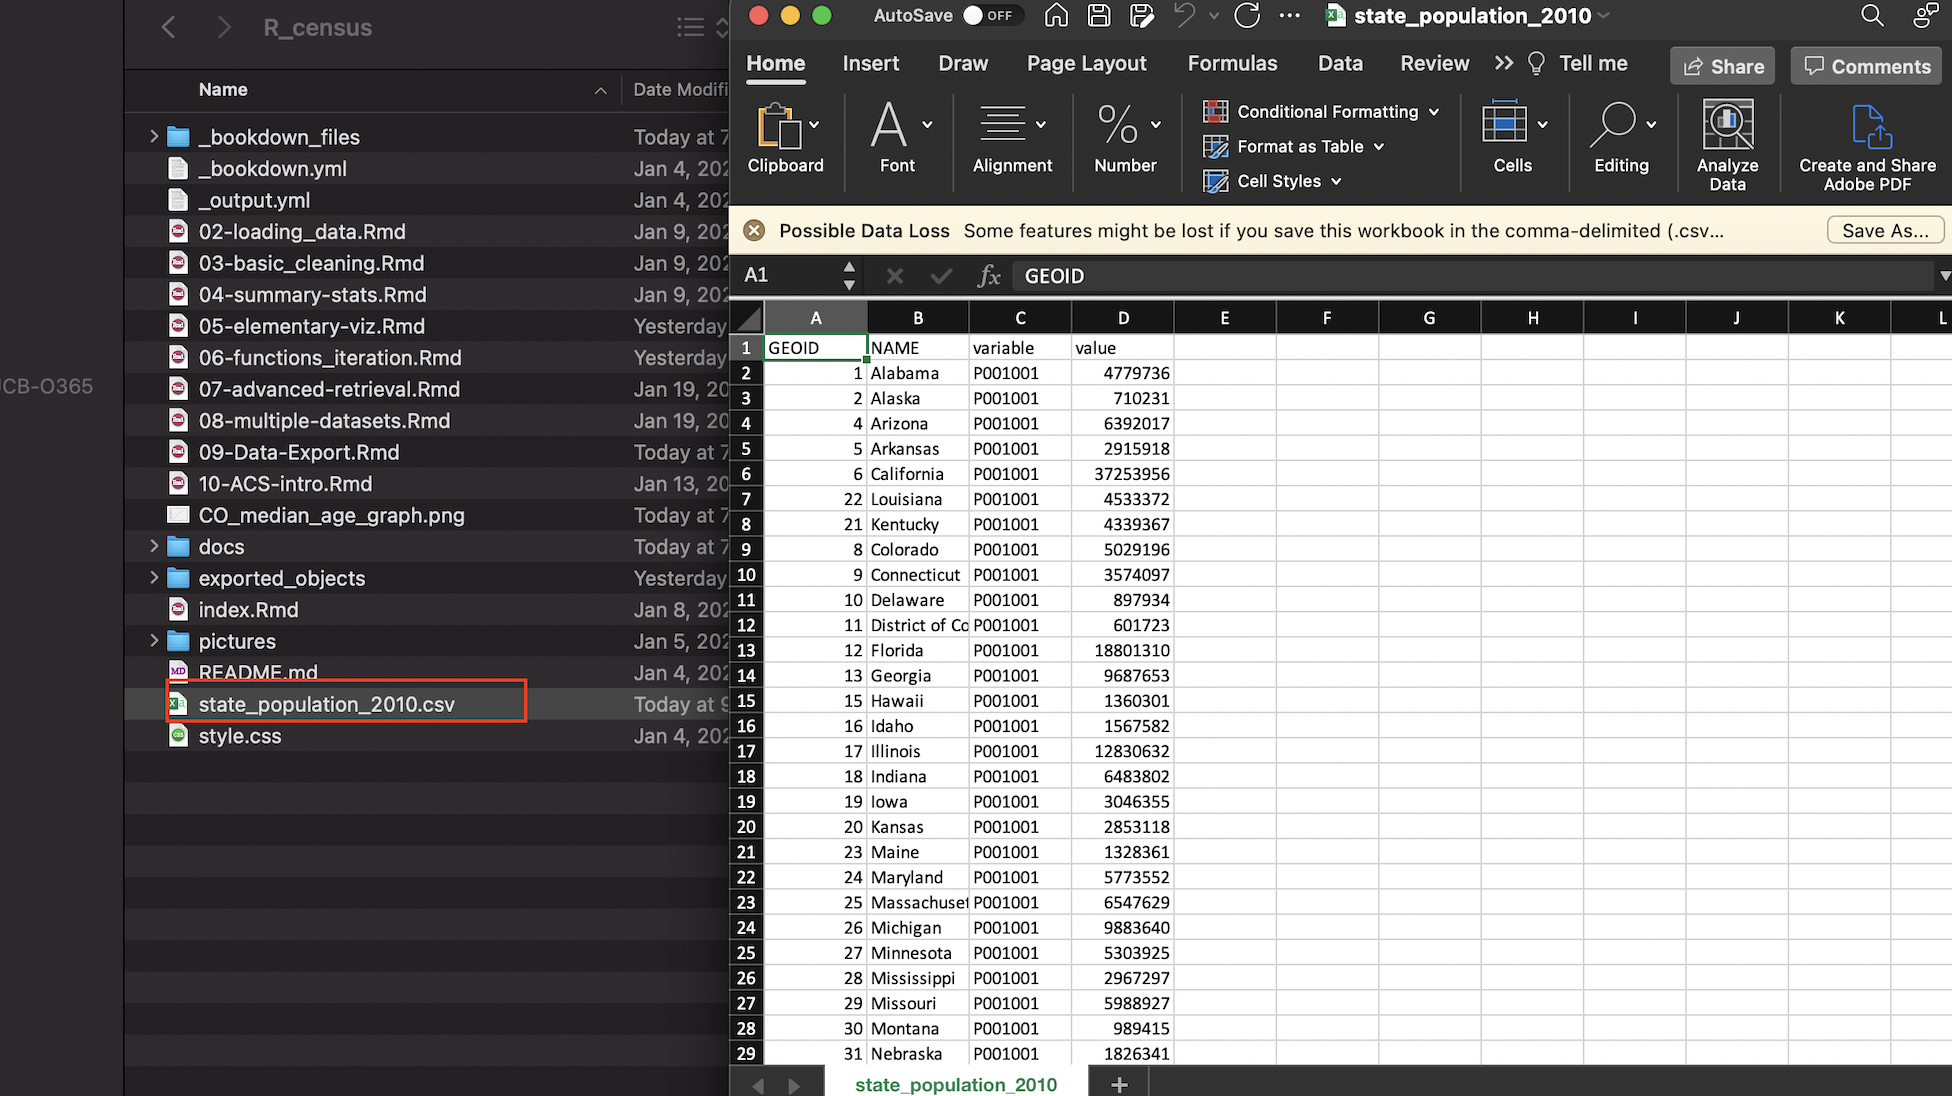 R_census
Name
Date Modifi
_bookdown_files
Today at 7
_bookdown.yml
Jan 4, 202
_output.yml
Jan 4, 202
02-loading_data.Rmd
Jan 9, 202
03-basic_cleaning.Rmd
Jan 9, 202
04-summary-stats.Rmd
Jan 9, 202
05-elementary-viz.Rmd
Yesterday
06-functions_iteration.Rmd
Yesterday
07-advanced-retrieval.Rmd
Jan 19, 20
08-multiple-datasets.Rmd
Jan 19, 20
09-Data-Export.Rmd
Today at 7
10-ACS-intro.Rmd
Jan 13, 20
CO_median_age_graph.png
Today at 7
docs
Today at 7
exported_objects
Yesterday
index.Rmd
Jan 8, 202
pictures
Jan 5, 202
README.md
Jan 4, 202
state_population_2010.csv
Today at 9
style.css
Jan 4, 202
CB-O365
AutoSave OFF
state_population_2010
Home Insert Draw Page Layout Formulas Data Review Tell me Share Comments
Clipboard
Font
Alignment
Number
Conditional Formatting
Format as Table
Cell Styles
Cells
Editing
Analyze
Data
Create and Share
Adobe PDF
Possible Data Loss Some features might be lost if you save this workbook in the comma-delimited (.csv... Save As...
A1 fx GEOID
A B C D E F G H I J K L
1 GEOID NAME variable value
2 1 Alabama P001001 4779736
3 2 Alaska P001001 710231
4 4 Arizona P001001 6392017
5 5 Arkansas P001001 2915918
6 6 California P001001 37253956
7 22 Louisiana P001001 4533372
8 21 Kentucky P001001 4339367
9 8 Colorado P001001 5029196
10 9 Connecticut P001001 3574097
11 10 Delaware P001001 897934
12 11 District of Co P001001 601723
13 12 Florida P001001 18801310
14 13 Georgia P001001 9687653
15 15 Hawaii P001001 1360301
16 16 Idaho P001001 1567582
17 17 Illinois P001001 12830632
18 18 Indiana P001001 6483802
19 19 Iowa P001001 3046355
20 20 Kansas P001001 2853118
21 23 Maine P001001 1328361
22 24 Maryland P001001 5773552
23 25 Massachuset P001001 6547629
24 26 Michigan P001001 9883640
25 27 Minnesota P001001 5303925
26 28 Mississippi P001001 2967297
27 29 Missouri P001001 5988927
28 30 Montana P001001 989415
29 31 Nebraska P001001 1826341
state_population_2010